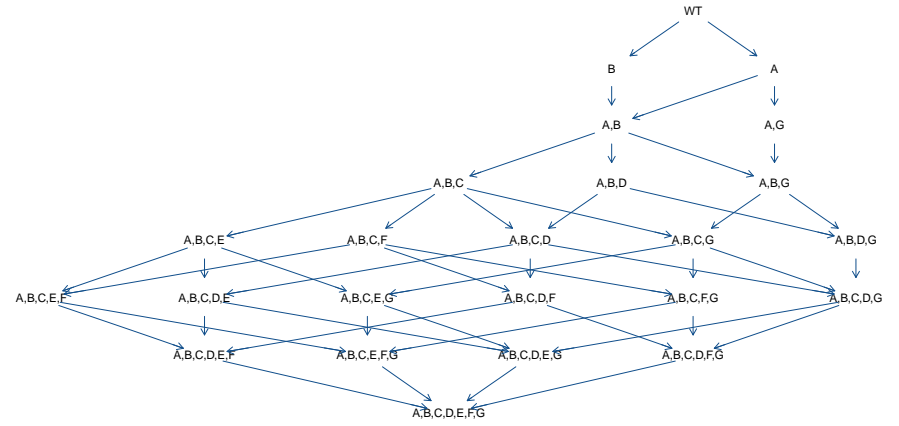 WT
B A
A,B A,G
A,B,C A,B,D A,B,G
A,B,C,E A,B,C,F A,B,C,D A,B,C,G A,B,D,G
A,B,C,E,F A,B,C,D,E A,B,C,E,G A,B,C,D,F A,B,C,F,G A,B,C,D,G
A,B,C,D,E,F A,B,C,E,F,G A,B,C,D,E,G A,B,C,D,F,G
A,B,C,D,E,F,G